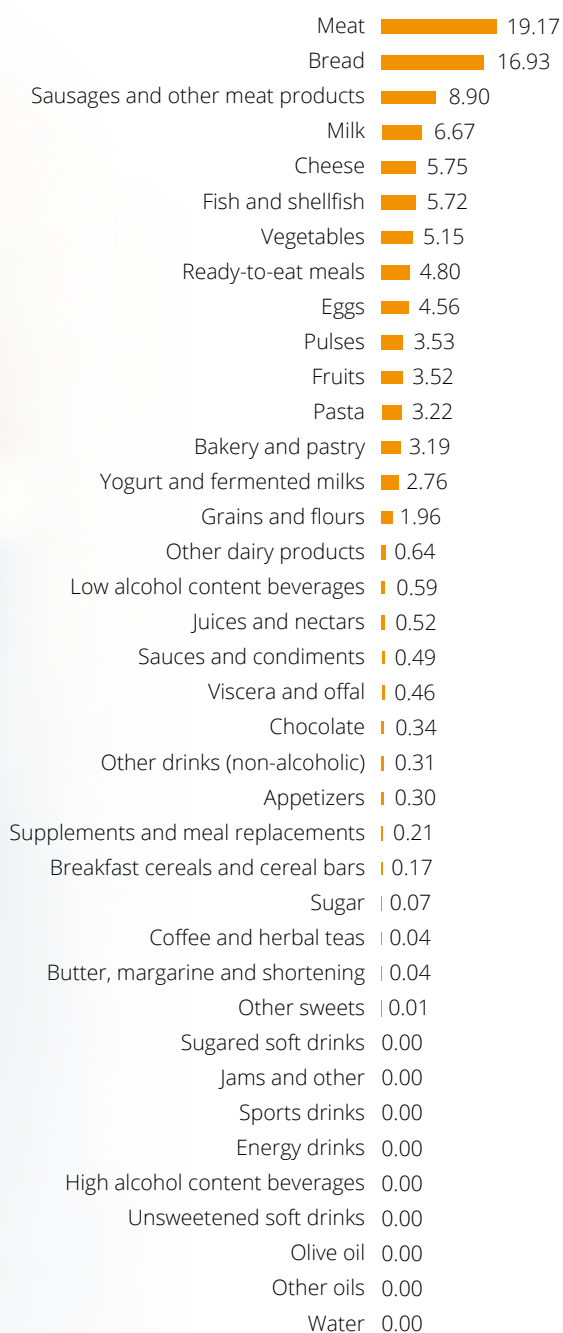 Meat 19.17
Bread 16.93
Sausages and other meat products 8.90
Milk 6.67
Cheese 5.75
Fish and shellfish 5.72
Vegetables 5.15
Ready-to-eat meals 4.80
Eggs 4.56
Pulses 3.53
Fruits 3.52
Pasta 3.22
Bakery and pastry 3.19
Yogurt and fermented milks 2.76
Grains and flours 1.96
Other dairy products 0.64
Low alcohol content beverages 0.59
Juices and nectars 0.52
Sauces and condiments 0.49
Viscera and offal 0.46
Chocolate 0.34
Other drinks (non-alcoholic) 0.31
Appetizers 0.30
Supplements and meal replacements 0.21
Breakfast cereals and cereal bars 0.17
Sugar 0.07
Coffee and herbal teas 0.04
Butter, margarine and shortening 0.04
Other sweets 0.01
Sugared soft drinks 0.00
Jams and other 0.00
Sports drinks 0.00
Energy drinks 0.00
High alcohol content beverages 0.00
Unsweetened soft drinks 0.00
Olive oil 0.00
Other oils 0.00
Water 0.00